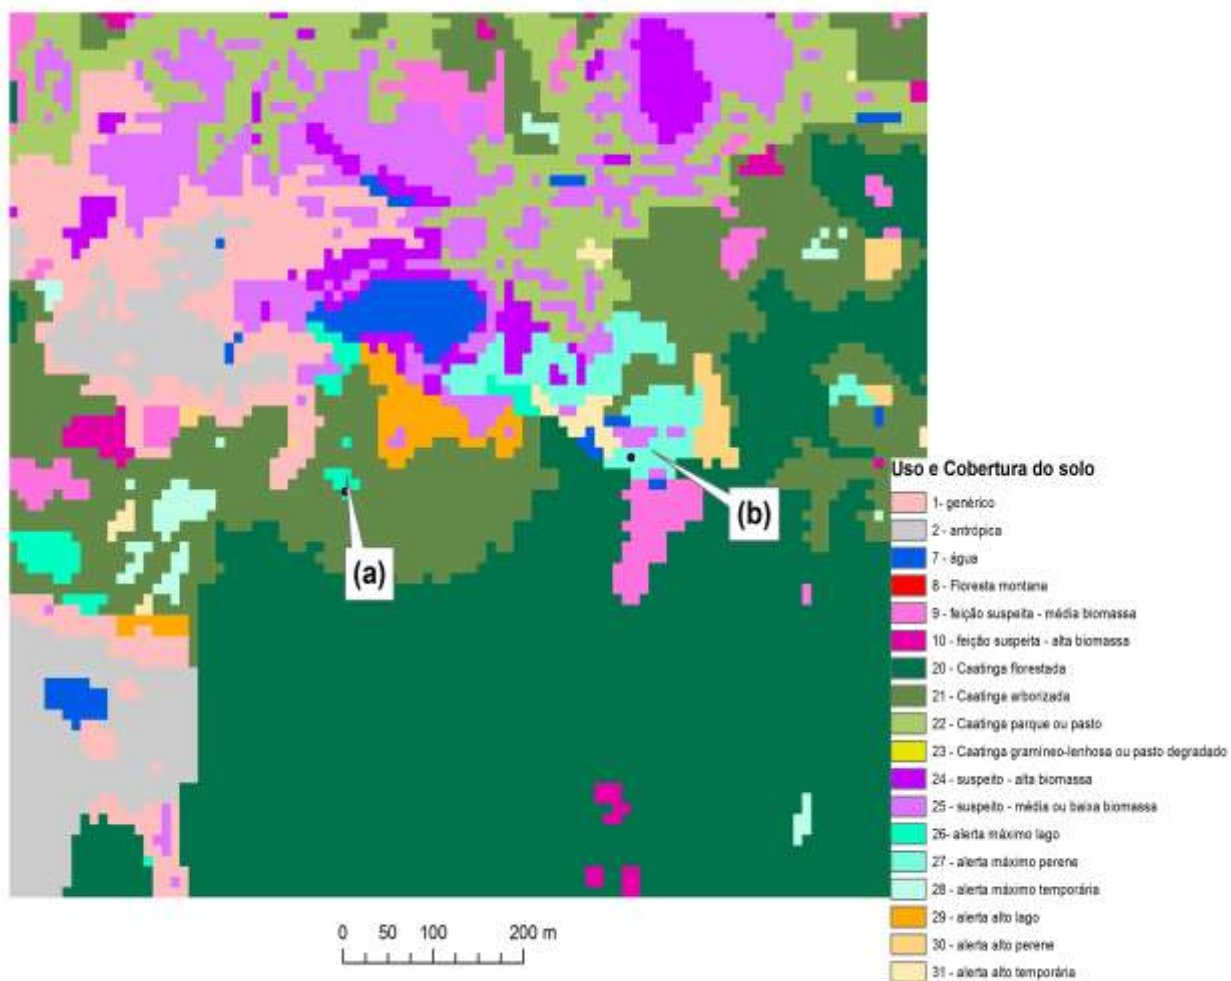 (a)
(b)
Uso e Cobertura do solo
1- genérico
2 - antrópica
7 - água
8 - Floresta montana
9 - feição suspeita - média biomassa
10 - feição suspeita - alta biomassa
20 - Caatinga florestada
21 - Caatinga arborizada
22 - Caatinga parque ou pasto
23 - Caatinga gramíneo-lenhosa ou pasto degradado
24 - suspeito - alta biomassa
25 - suspeito - média ou baixa biomassa
26- alerta máximo lago
27 - alerta máximo perene
28 - alerta máximo temporária
29 - alerta alto lago
30 - alerta alto perene
31 - alerta alto temporária
0 50 100 200 m